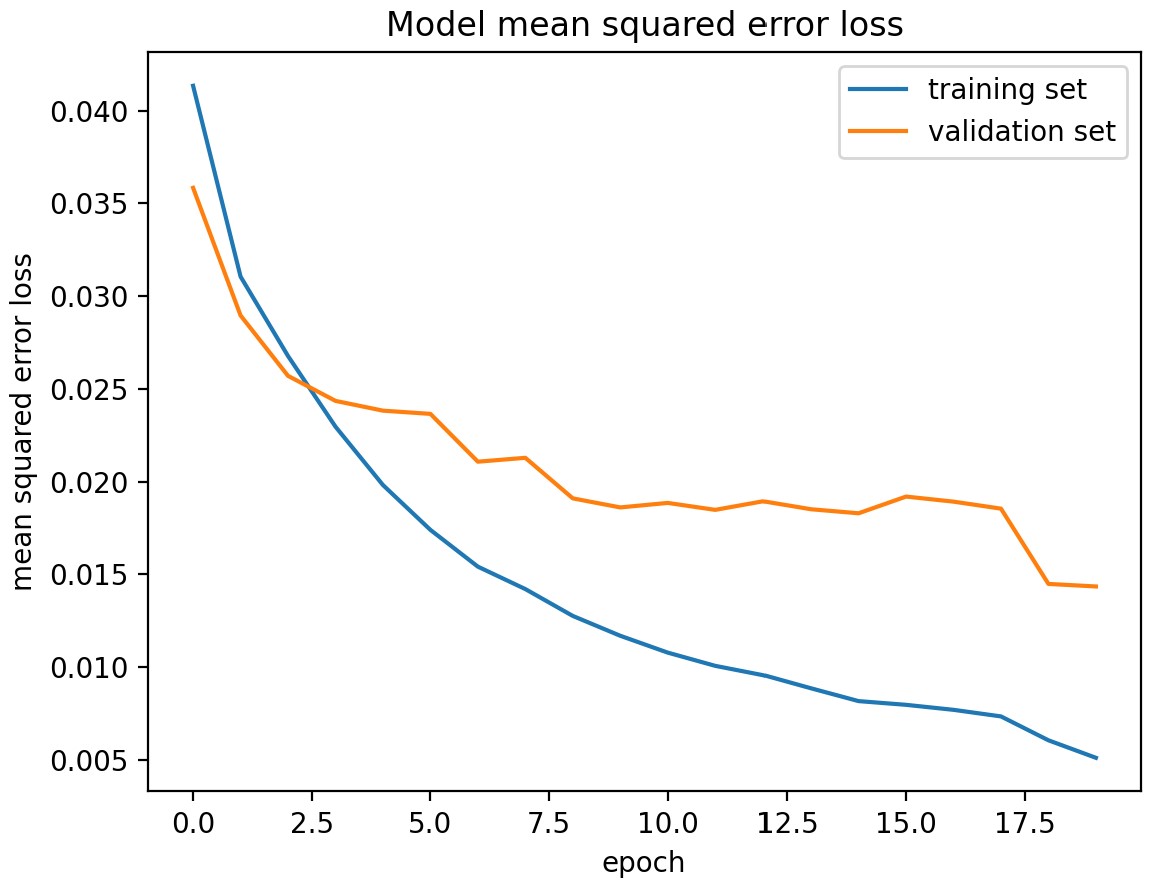 Model mean squared error loss
training set
validation set
mean squared error loss
0.040
0.035
0.030
0.025
0.020
0.015
0.010
0.005
0.0 2.5 5.0 7.5 10.0 12.5 15.0 17.5
epoch